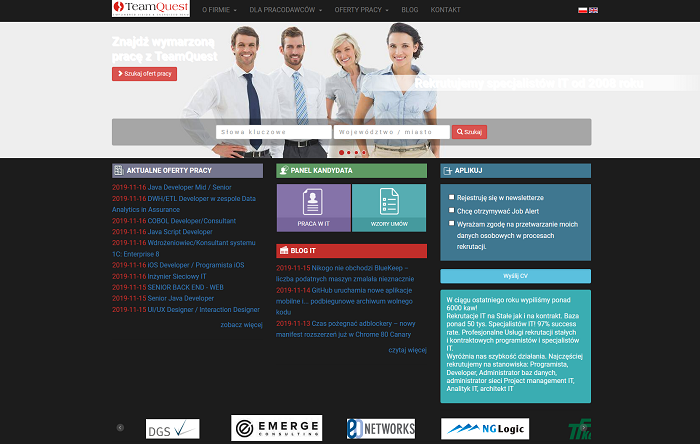 TeamQuest
O FIRMIE
DLA PRACODAWCÓW
OFERTY PRACY
BLOG
KONTAKT
Znajdź wymarzoną
pracę z TeamQuest
Szukaj ofert pracy
Rekrutujemy specjalistów IT od 2008 roku
Słowa kluczowe
Województwo / miasto
Szukaj
AKTUALNE OFERTY PRACY
2019-11-16 Java Developer Mid / Senior
2019-11-16 DWH/ETL Developer w zespole Data
Analytics in Assurance
2019-11-16 COBOL Developer/Consultant
2019-11-16 Java Script Developer
2019-11-16 Wdrożeniowiec/Konsultant systemu
1C: Enterprise 8
2019-11-16 iOS Developer / Programista iOS
2019-11-16 Inżynier Sieciowy IT
2019-11-15 SENIOR BACK END - WEB
2019-11-15 Senior Java Developer
2019-11-15 UI/UX Designer / Interaction Designer
zobacz więcej
PANEL KANDYDATA
PRACA W IT
WZORY UMÓW
BLOG IT
2019-11-15 Nikogo nie obchodzi BlueKeep –
liczba podatnych maszyn zmalała nieznacznie
2019-11-14 GitHub uruchamia nowe aplikacje
mobilne i... podbiegunowe archiwum wolnego
kodu
2019-11-13 Czas pożegnać adblockery – nowy
manifest rozszerzeń już w Chrome 80 Canary
czytaj więcej
APLIKUJ
Rejestruję się w newsletterze
Chcę otrzymywać Job Alert
Wyrażam zgodę na przetwarzanie moich
danych osobowych w procesach
rekrutacji.
Wyślij CV
W ciągu ostatniego roku wypiliśmy ponad
6000 kaw!
Rekrutacje IT na Stałe jak i na kontrakt. Baza
ponad 50 tys. Specjalistów IT! 97% success
rate. Profesjonalne Usługi rekrutacji stałych
i kontraktowych programistów i specjalistów
IT.
Wyróżnia nas szybkość działania. Najczęściej
rekrutujemy na stanowiska: Programista,
Developer, Administrator baz danych,
administrator sieci Project management IT,
Analityk IT, architekt IT
DGS
EMERGE
CONSULTING
NETWORKS
NG Logic